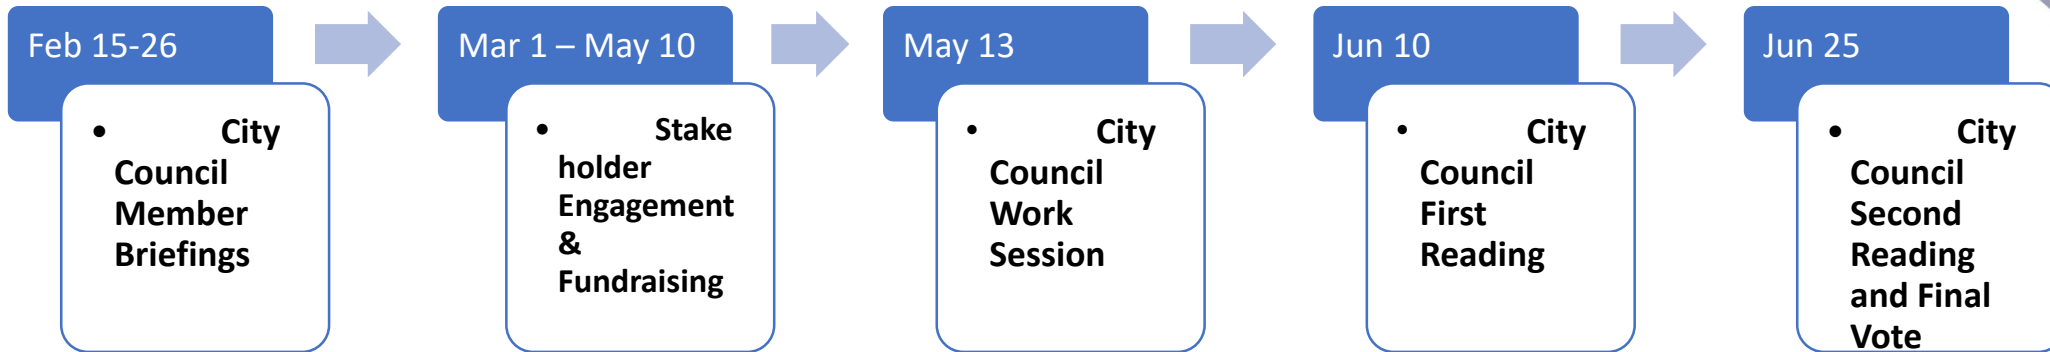 Feb 15-26
• City
Council
Member
Briefings
Mar 1 – May 10
• Stake
holder
Engagement
&
Fundraising
May 13
• City
Council
Work
Session
Jun 10
• City
Council
First
Reading
Jun 25
• City
Council
Second
Reading
and Final
Vote